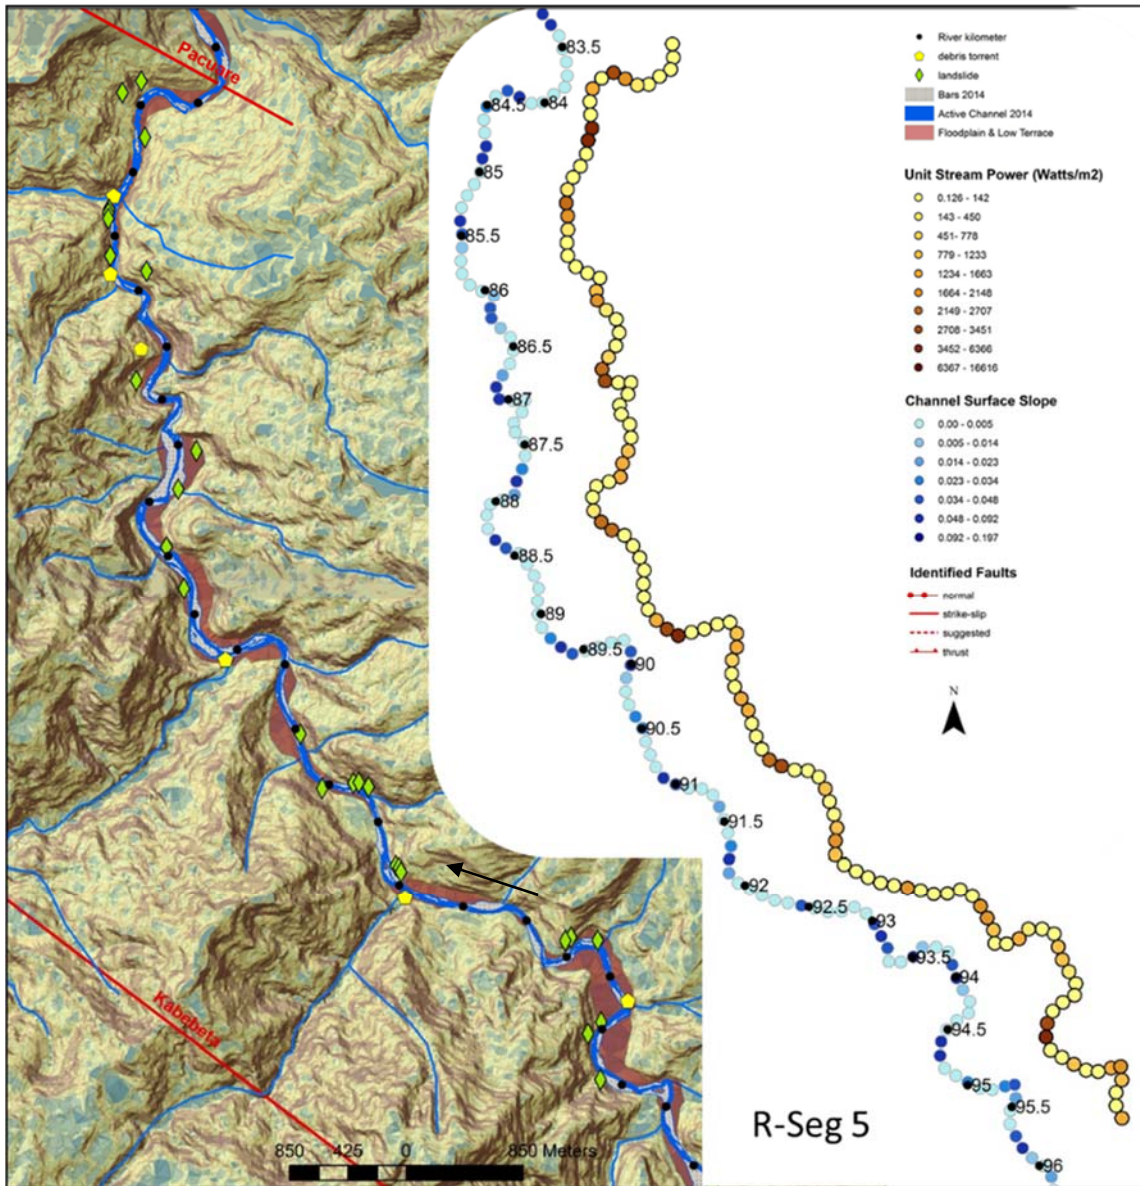 Pacuare
Kabebeta
850 425 0 850 Meters
83.5
84.5
84
85
85.5
86
86.5
87
87.5
88
88.5
89
89.5
90
90.5
91
91.5
92
92.5
93
93.5
94
94.5
95
95.5
96
R-Seg 5
River kilometer
debris torrent
landslide
Bars 2014
Active Channel 2014
Floodplain & Low Terrace
Unit Stream Power (Watts/m2)
0.126 - 142
143 - 450
451- 778
779 - 1233
1234 - 1663
1664 - 2148
2149 - 2707
2708 - 3451
3452 - 6366
6367 - 16616
Channel Surface Slope
0.00 - 0.005
0.005 - 0.014
0.014 - 0.023
0.023 - 0.034
0.034 - 0.048
0.048 - 0.092
0.092 - 0.197
Identified Faults
normal
strike-slip
suggested
thrust
N